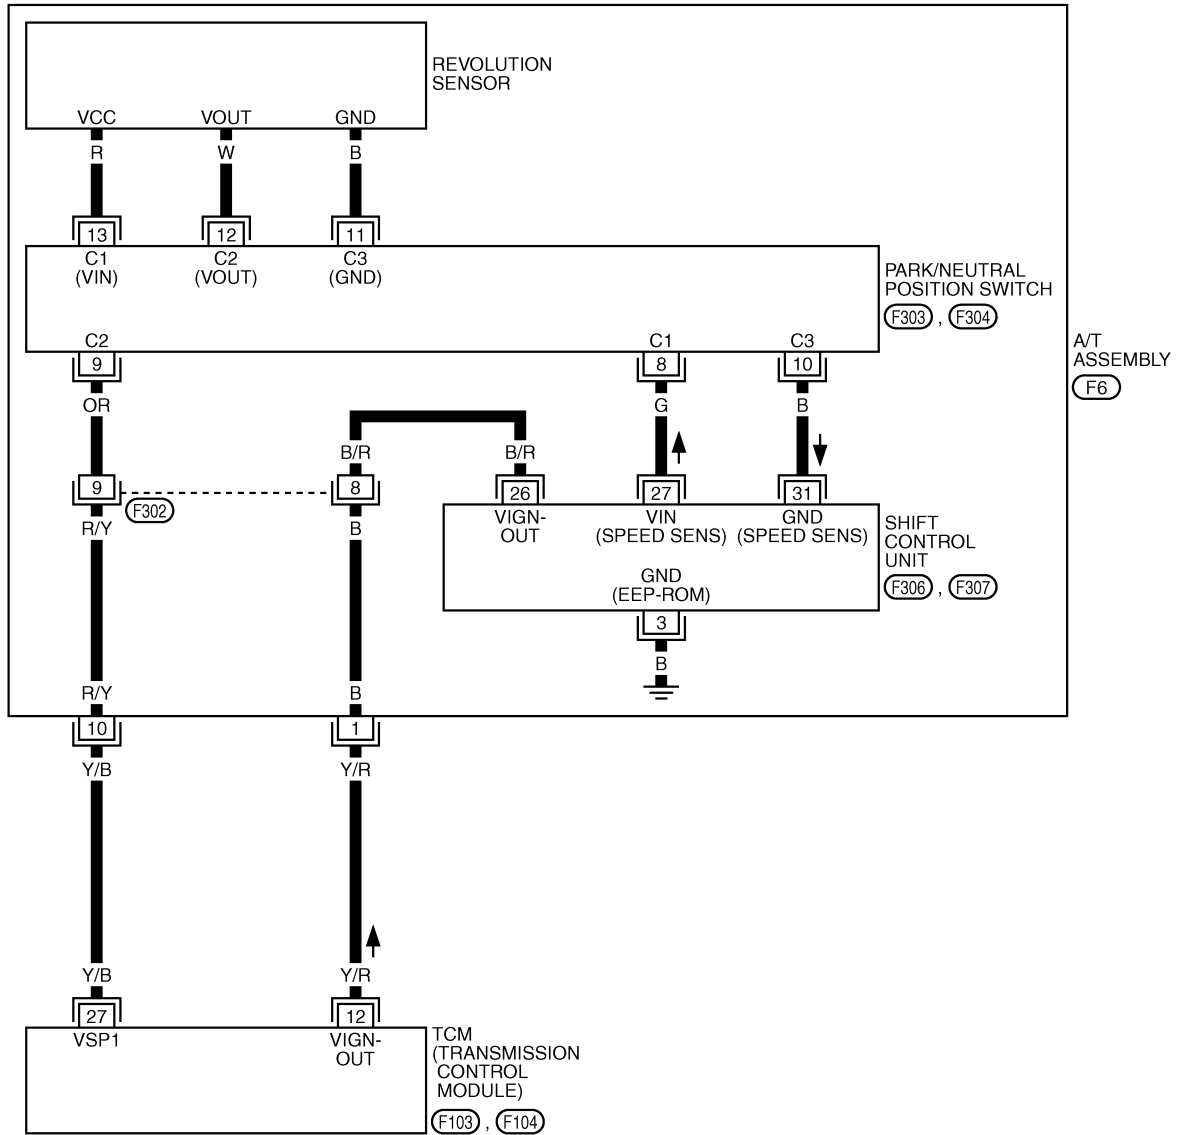 REVOLUTION
SENSOR
VCC VOUT GND
R W B
13 12 11
C1 C2 C3
(VIN) (VOUT) (GND)
PARK/NEUTRAL
POSITION SWITCH
F303 , F304
C2 C1 C3
9 8 10
A/T
ASSEMBLY
F6
OR G B
B/R B/R
9 8 26 27 31
F302
R/Y B
VIGN-
OUT
VIN
(SPEED SENS)
GND
(SPEED SENS)
SHIFT
CONTROL
UNIT
F306 , F307
GND
(EEP-ROM)
3
B
R/Y B
10 1
Y/B Y/R
Y/B Y/R
27 12
VSP1 VIGN-
OUT
TCM
(TRANSMISSION
CONTROL
MODULE)
F103 , F104